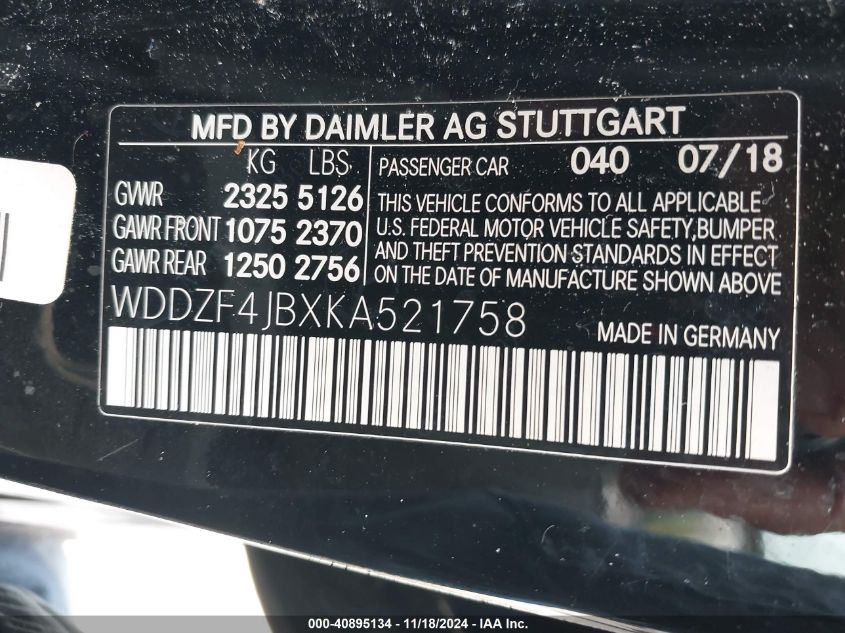 MFD BY DAIMLER AG STUTTGART
KG LBS
GVWR 2325 5126
GAWR FRONT 1075 2370
GAWR REAR 1250 2756
PASSENGER CAR 040 07/18
THIS VEHICLE CONFORMS TO ALL APPLICABLE
U.S. FEDERAL MOTOR VEHICLE SAFETY,BUMPER
AND THEFT PREVENTION STANDARDS IN EFFECT
ON THE DATE OF MANUFACTURE SHOWN ABOVE
WDDZF4JBXKA521758
MADE IN GERMANY
000-40895134 - 11/18/2024 - IAA Inc.